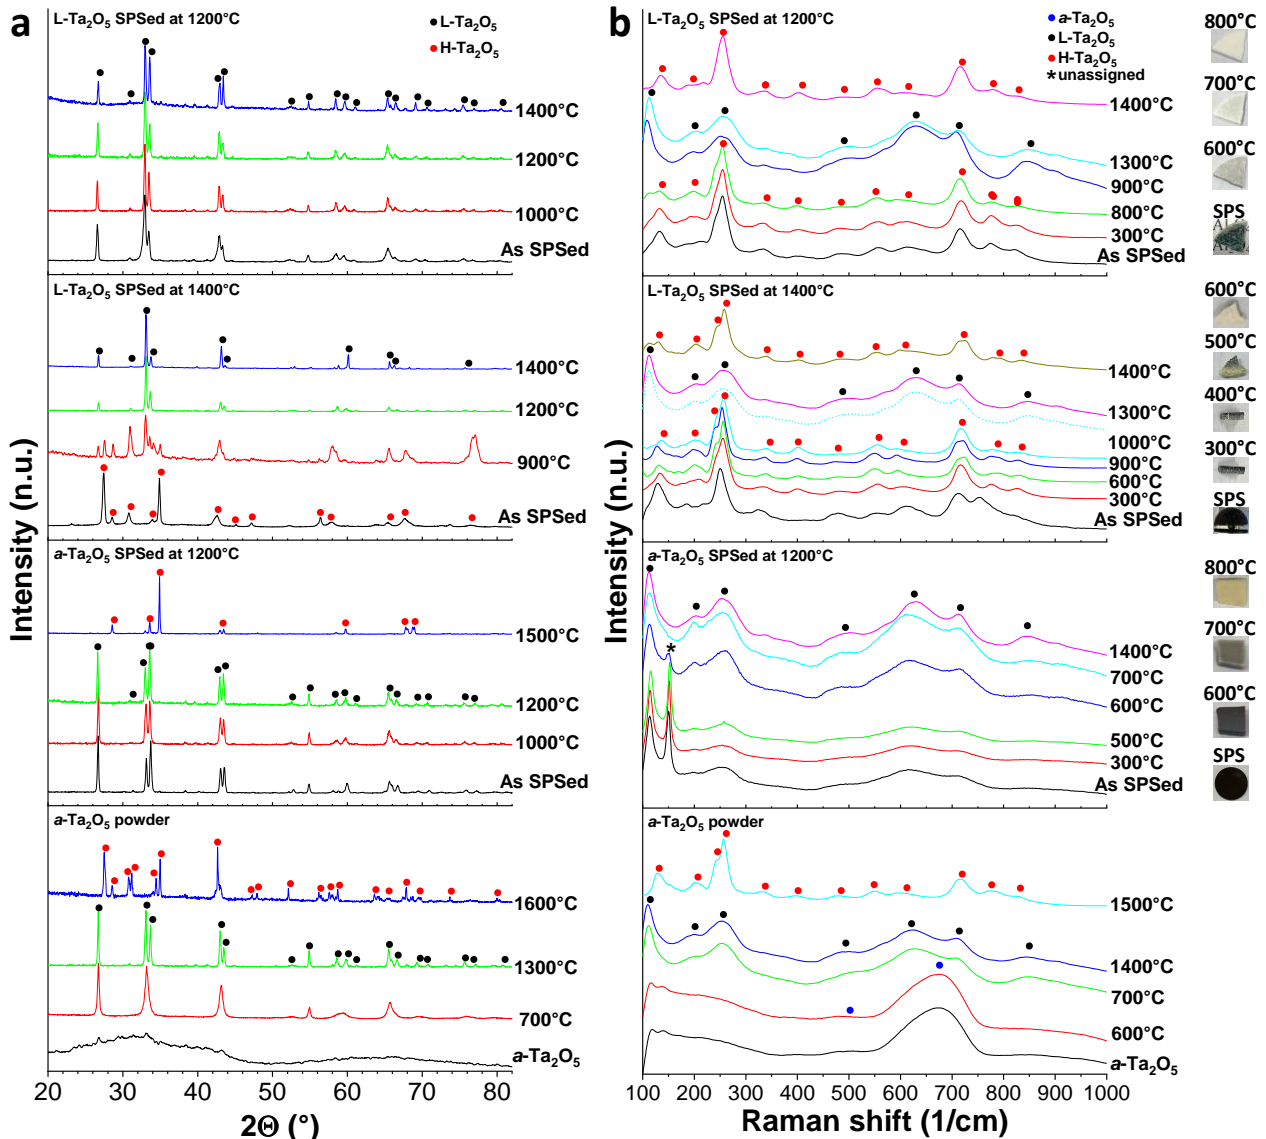 a
L-Ta₂O₅ SPSed at 1200°C
L-Ta₂O₅
H-Ta₂O₅
1400°C
1200°C
1000°C
As SPSed
L-Ta₂O₅ SPSed at 1400°C
1400°C
1200°C
900°C
As SPSed
a-Ta₂O₅ SPSed at 1200°C
1500°C
1200°C
1000°C
As SPSed
a-Ta₂O₅ powder
1600°C
1300°C
700°C
a-Ta₂O₅
20 30 40 50 60 70 80
2Θ (°)
Intensity (n.u.)
b
L-Ta₂O₅ SPSed at 1200°C
a-Ta₂O₅
L-Ta₂O₅
H-Ta₂O₅
*unassigned
1400°C
1300°C
900°C
800°C
300°C
As SPSed
L-Ta₂O₅ SPSed at 1400°C
1400°C
1300°C
1000°C
900°C
600°C
300°C
As SPSed
a-Ta₂O₅ SPSed at 1200°C
*
1400°C
700°C
600°C
500°C
300°C
As SPSed
a-Ta₂O₅ powder
1500°C
1400°C
700°C
600°C
a-Ta₂O₅
100 200 300 400 500 600 700 800 900 1000
Raman shift (1/cm)
Intensity (n.u.)
800°C
700°C
600°C
SPS
600°C
500°C
400°C
300°C
SPS
800°C
700°C
600°C
SPS